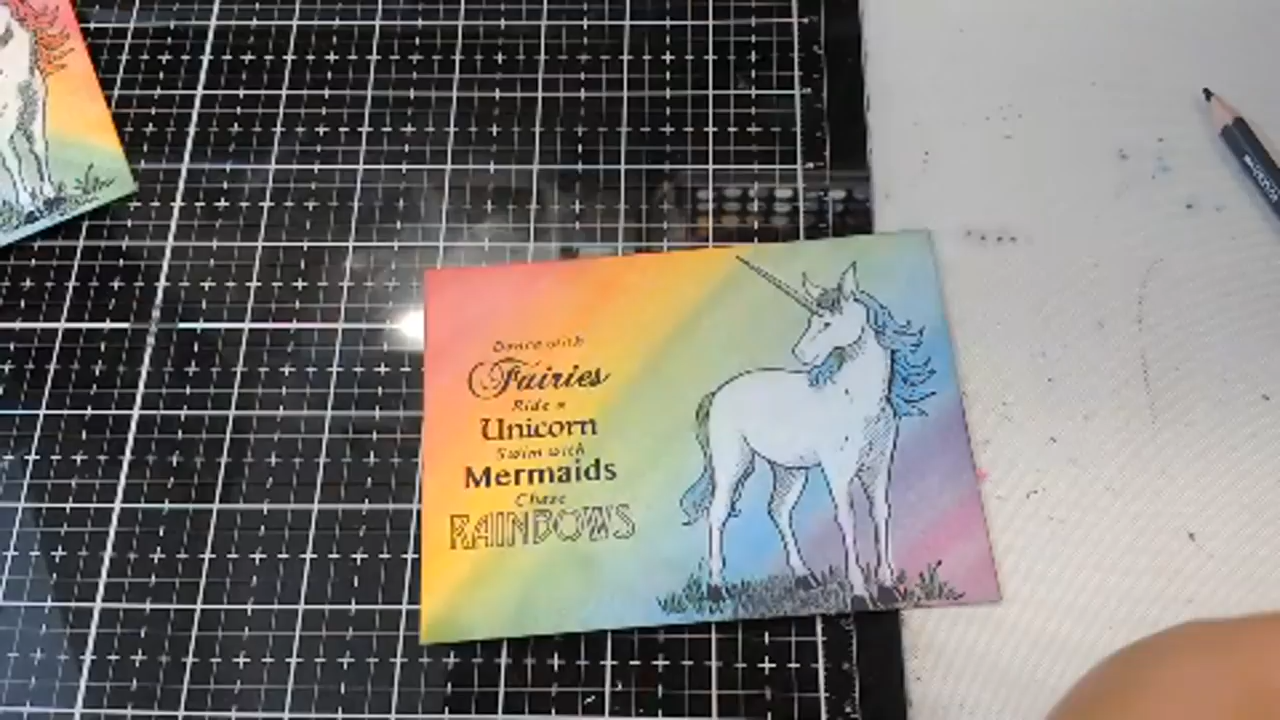 Dance with
Fairies
Ride a
Unicorn
Swim with
Mermaids
Chase
RAINBOWS